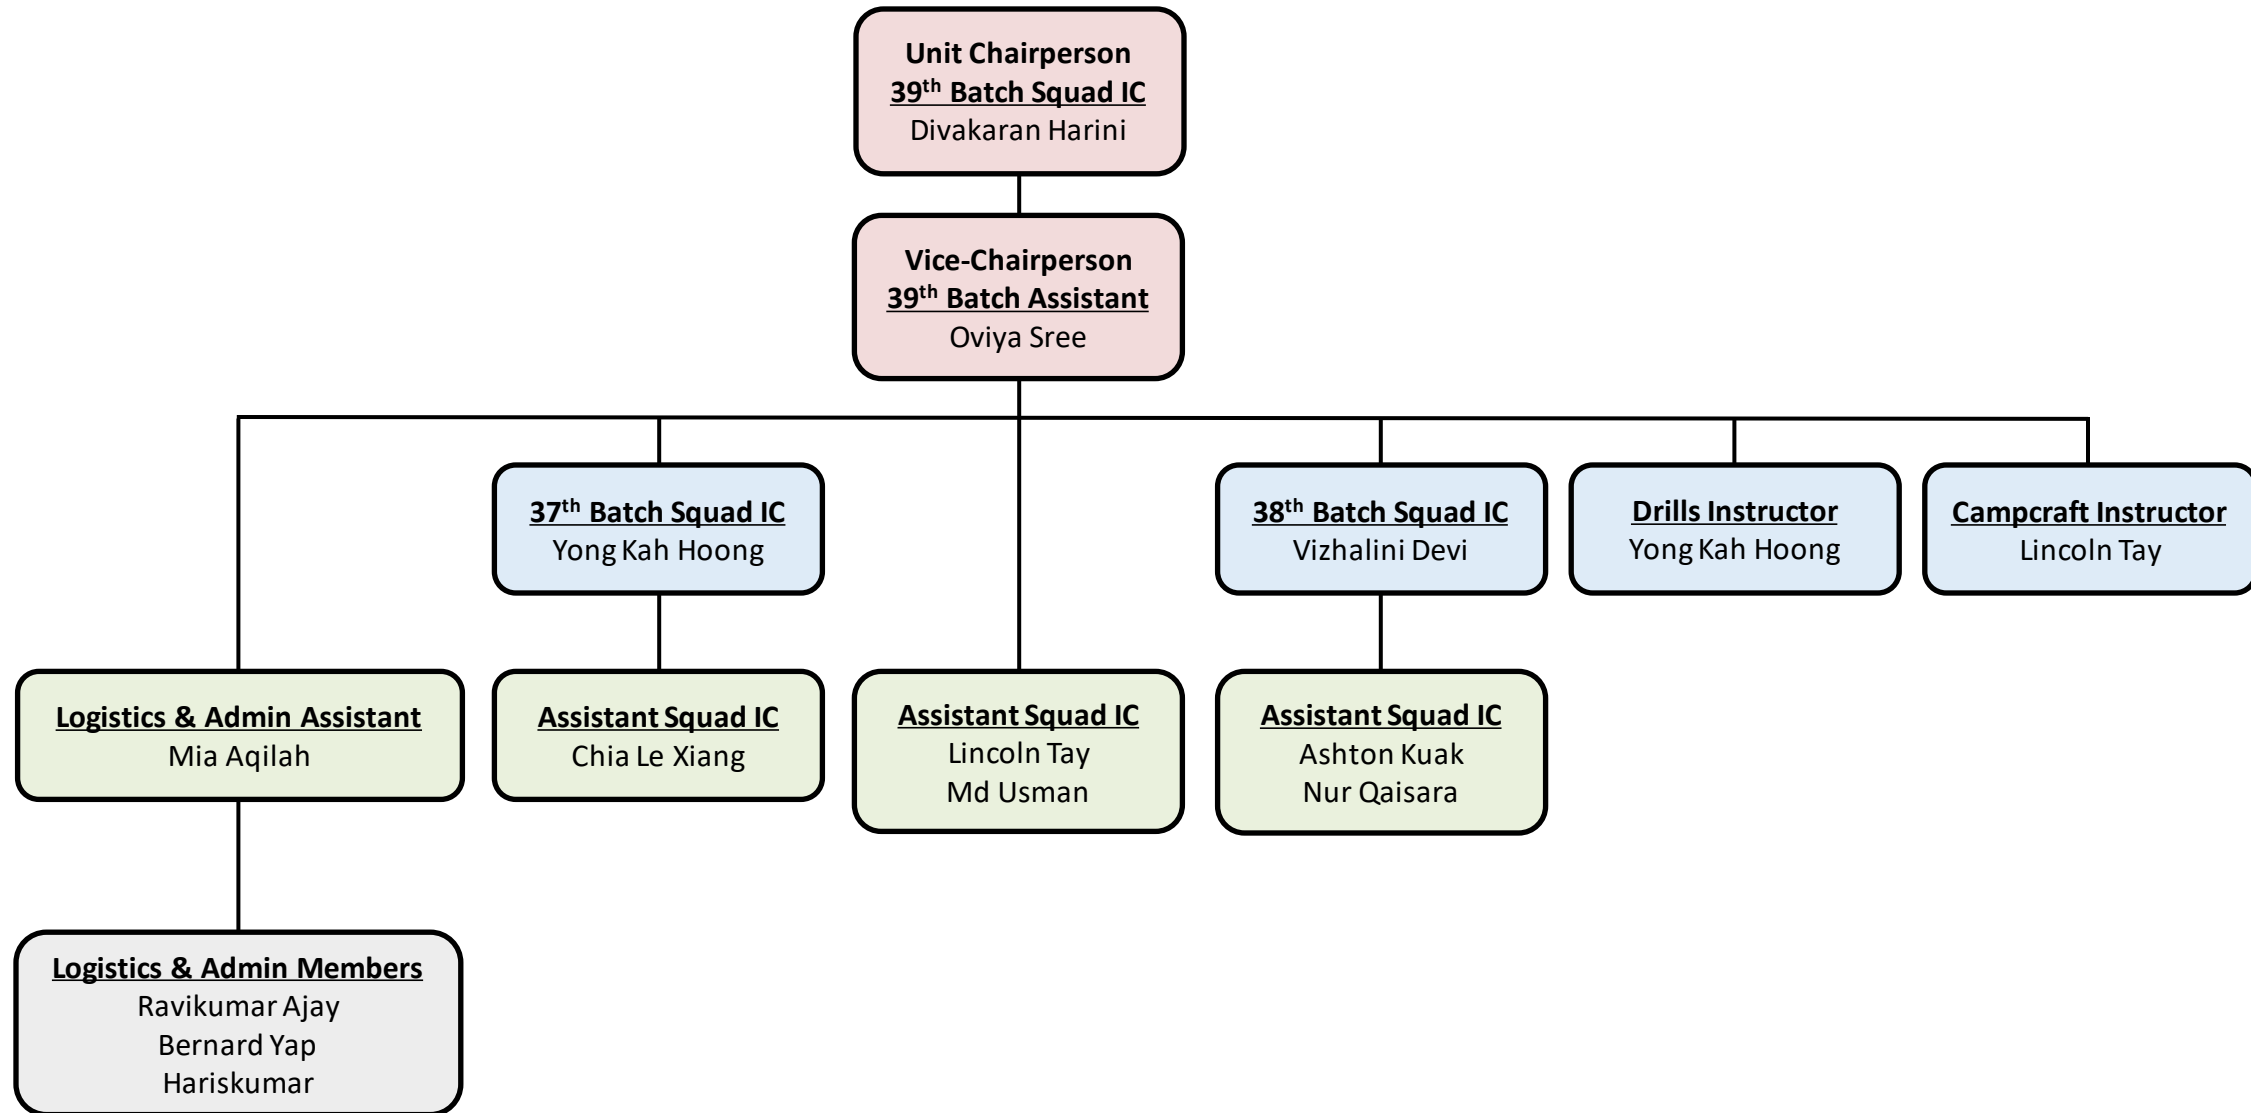 Unit Chairperson
39th Batch Squad IC
Divakaran Harini
Vice-Chairperson
39th Batch Assistant
Oviya Sree
37th Batch Squad IC
Yong Kah Hoong
38th Batch Squad IC
Vizhalini Devi
Drills Instructor
Yong Kah Hoong
Campcraft Instructor
Lincoln Tay
Logistics & Admin Assistant
Mia Aqilah
Assistant Squad IC
Chia Le Xiang
Assistant Squad IC
Lincoln Tay
Md Usman
Assistant Squad IC
Ashton Kuak
Nur Qaisara
Logistics & Admin Members
Ravikumar Ajay
Bernard Yap
Hariskumar